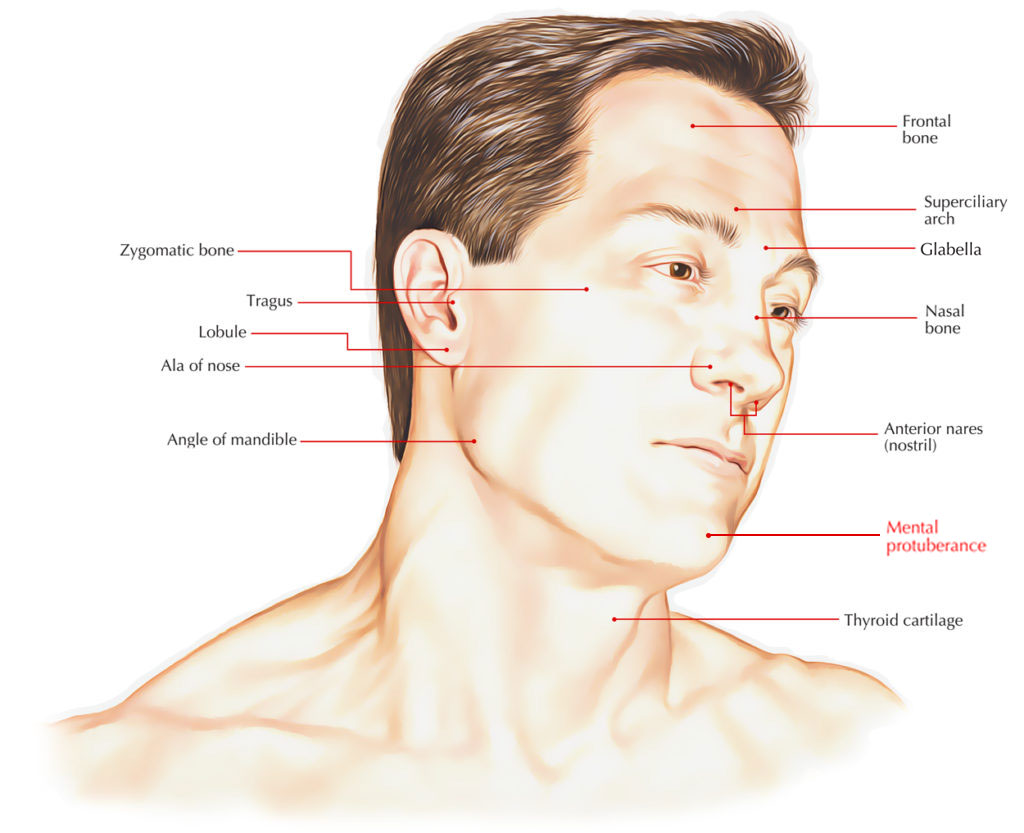 Frontal
bone
Superciliary
arch
Glabella
Nasal
bone
Anterior nares
(nostril)
Mental
protuberance
Thyroid cartilage
Zygomatic bone
Tragus
Lobule
Ala of nose
Angle of mandible